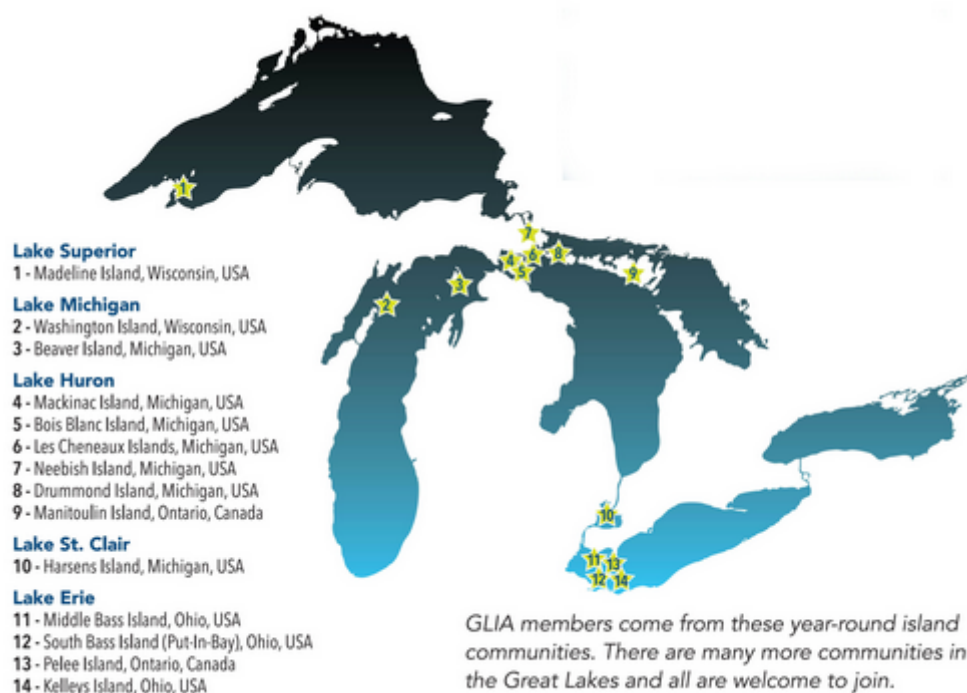 Lake Superior
1 - Madeline Island, Wisconsin, USA
Lake Michigan
2 - Washington Island, Wisconsin, USA
3 - Beaver Island, Michigan, USA
Lake Huron
4 - Mackinac Island, Michigan, USA
5 - Bois Blanc Island, Michigan, USA
6 - Les Cheneaux Islands, Michigan, USA
7 - Neebish Island, Michigan, USA
8 - Drummond Island, Michigan, USA
9 - Manitoulin Island, Ontario, Canada
Lake St. Clair
10 - Harsens Island, Michigan, USA
Lake Erie
11 - Middle Bass Island, Ohio, USA
12 - South Bass Island (Put-In-Bay), Ohio, USA
13 - Pelee Island, Ontario, Canada
14 - Kelleys Island, Ohio, USA
1
7
4
6
8
5
9
3
2
10
11
13
12
14
GLIA members come from these year-round island
communities. There are many more communities in
the Great Lakes and all are welcome to join.